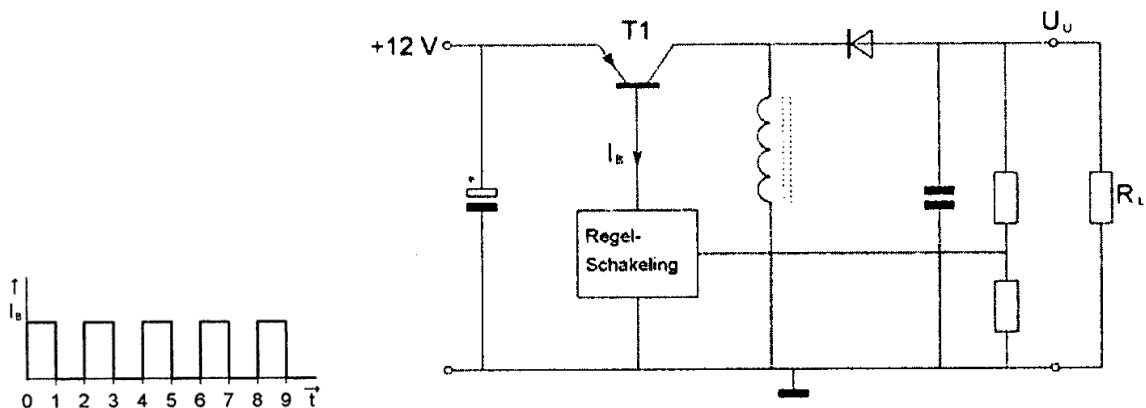 T1
U_U
+12 V
I_B
+
R_L
Regel-
Schakeling
↑
I_B
0 1 2 3 4 5 6 7 8 9 t→